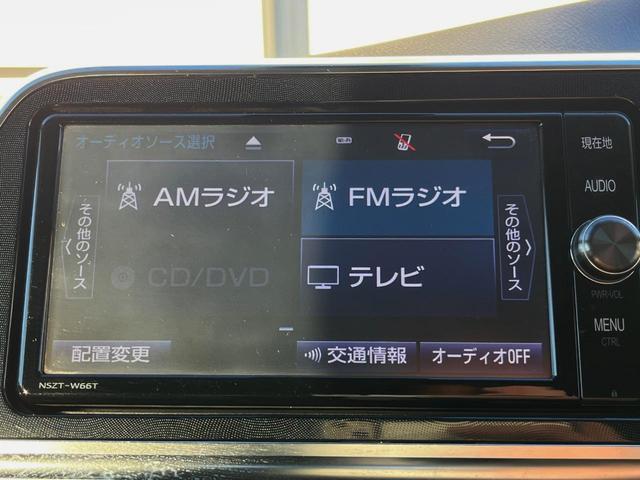 オーディオソース選択
Wi-Fi
現在地
AMラジオ
FMラジオ
AUDIO
その他のソース
その他のソース
CD/DVD
テレビ
PWR·VOL
MENU
CTRL
配置変更
交通情報
オーディオOFF
NSZT-W66T